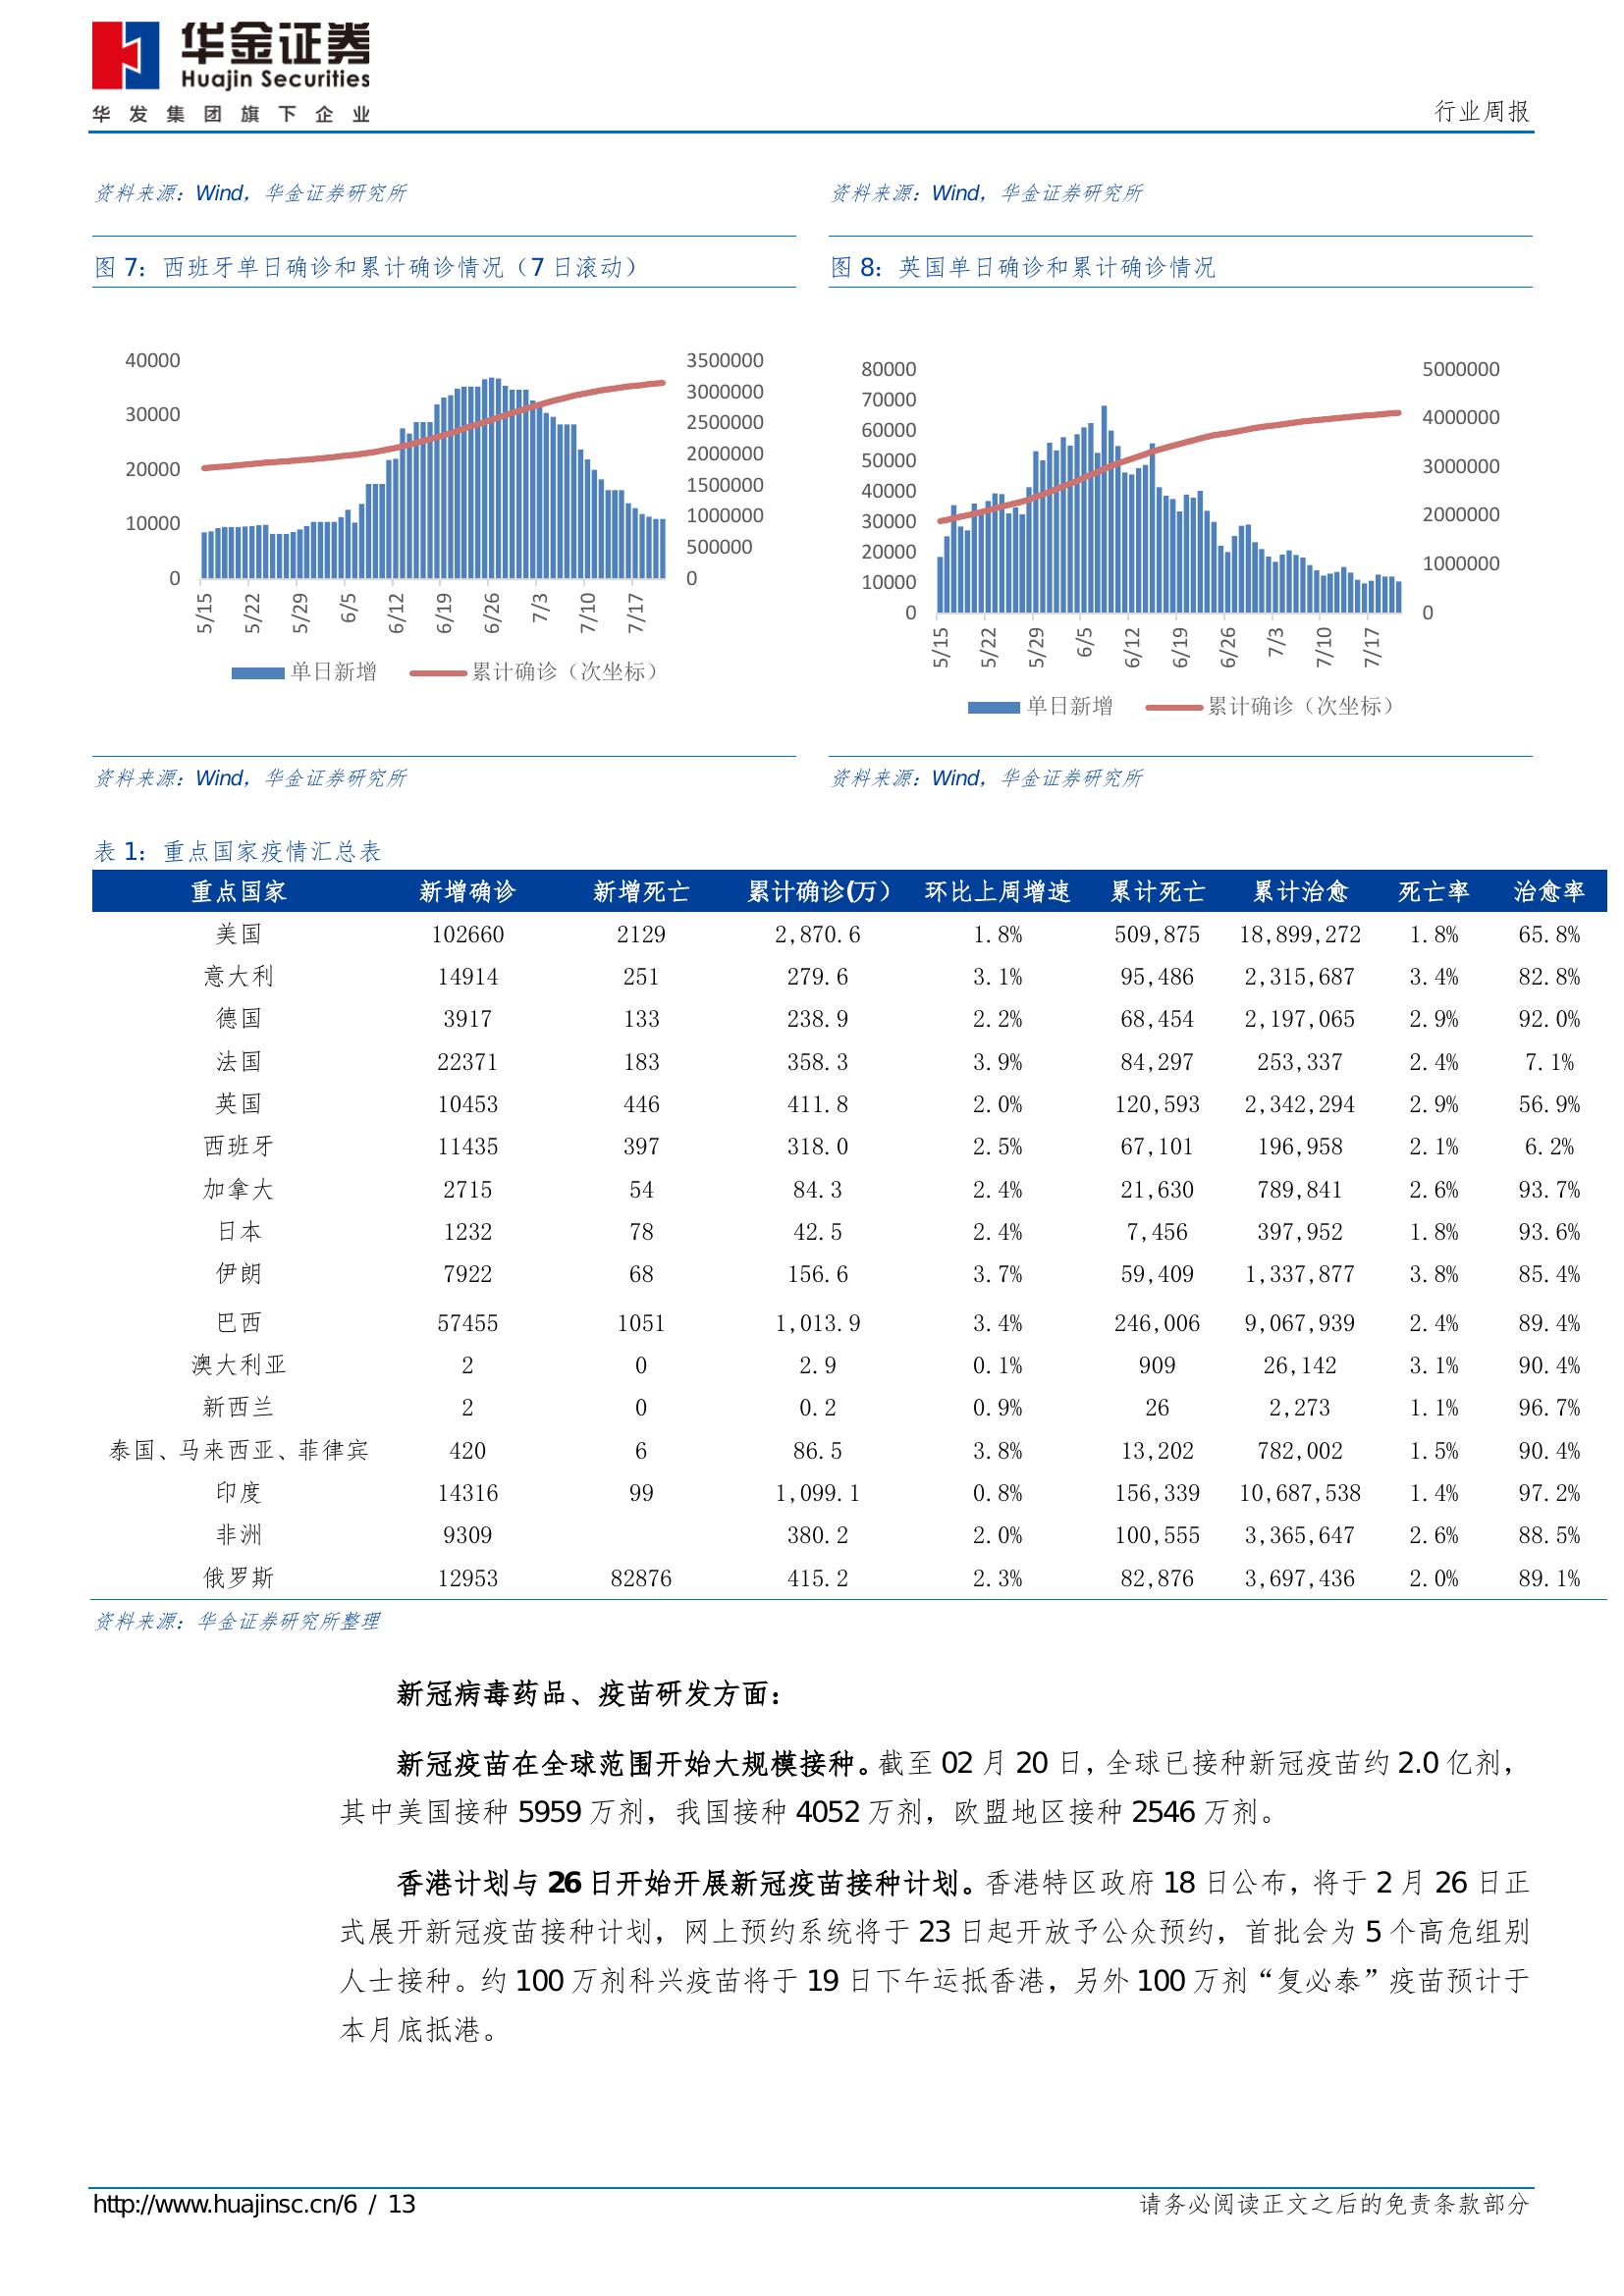 华金证券
Huajin Securities
华发集团旗下企业
行业周报
资料来源：Wind，华金证券研究所
资料来源：Wind，华金证券研究所
图 7：西班牙单日确诊和累计确诊情况（7 日滚动）
40000
30000
20000
10000
0
3500000
3000000
2500000
2000000
1500000
1000000
500000
0
5/15 5/22 5/29 6/5 6/12 6/19 6/26 7/3 7/10 7/17
单日新增 累计确诊（次坐标）
图 8：英国单日确诊和累计确诊情况
80000
70000
60000
50000
40000
30000
20000
10000
0
5000000
4000000
3000000
2000000
1000000
0
5/15 5/22 5/29 6/5 6/12 6/19 6/26 7/3 7/10 7/17
单日新增 累计确诊（次坐标）
资料来源：Wind，华金证券研究所
资料来源：Wind，华金证券研究所
表 1：重点国家疫情汇总表
重点国家 新增确诊 新增死亡 累计确诊(万） 环比上周增速 累计死亡 累计治愈 死亡率 治愈率
美国 102660 2129 2,870.6 1.8% 509,875 18,899,272 1.8% 65.8%
意大利 14914 251 279.6 3.1% 95,486 2,315,687 3.4% 82.8%
德国 3917 133 238.9 2.2% 68,454 2,197,065 2.9% 92.0%
法国 22371 183 358.3 3.9% 84,297 253,337 2.4% 7.1%
英国 10453 446 411.8 2.0% 120,593 2,342,294 2.9% 56.9%
西班牙 11435 397 318.0 2.5% 67,101 196,958 2.1% 6.2%
加拿大 2715 54 84.3 2.4% 21,630 789,841 2.6% 93.7%
日本 1232 78 42.5 2.4% 7,456 397,952 1.8% 93.6%
伊朗 7922 68 156.6 3.7% 59,409 1,337,877 3.8% 85.4%
巴西 57455 1051 1,013.9 3.4% 246,006 9,067,939 2.4% 89.4%
澳大利亚 2 0 2.9 0.1% 909 26,142 3.1% 90.4%
新西兰 2 0 0.2 0.9% 26 2,273 1.1% 96.7%
泰国、马来西亚、菲律宾 420 6 86.5 3.8% 13,202 782,002 1.5% 90.4%
印度 14316 99 1,099.1 0.8% 156,339 10,687,538 1.4% 97.2%
非洲 9309 380.2 2.0% 100,555 3,365,647 2.6% 88.5%
俄罗斯 12953 82876 415.2 2.3% 82,876 3,697,436 2.0% 89.1%
资料来源：华金证券研究所整理
新冠病毒药品、疫苗研发方面：
新冠疫苗在全球范围开始大规模接种。截至 02 月 20 日，全球已接种新冠疫苗约 2.0 亿剂，
其中美国接种 5959 万剂，我国接种 4052 万剂，欧盟地区接种 2546 万剂。
香港计划与 26 日开始开展新冠疫苗接种计划。香港特区政府 18 日公布，将于 2 月 26 日正
式展开新冠疫苗接种计划，网上预约系统将于 23 日起开放予公众预约，首批会为 5 个高危组别
人士接种。约 100 万剂科兴疫苗将于 19 日下午运抵香港，另外 100 万剂“复必泰”疫苗预计于
本月底抵港。
http://www.huajinsc.cn/6 / 13
请务必阅读正文之后的免责条款部分